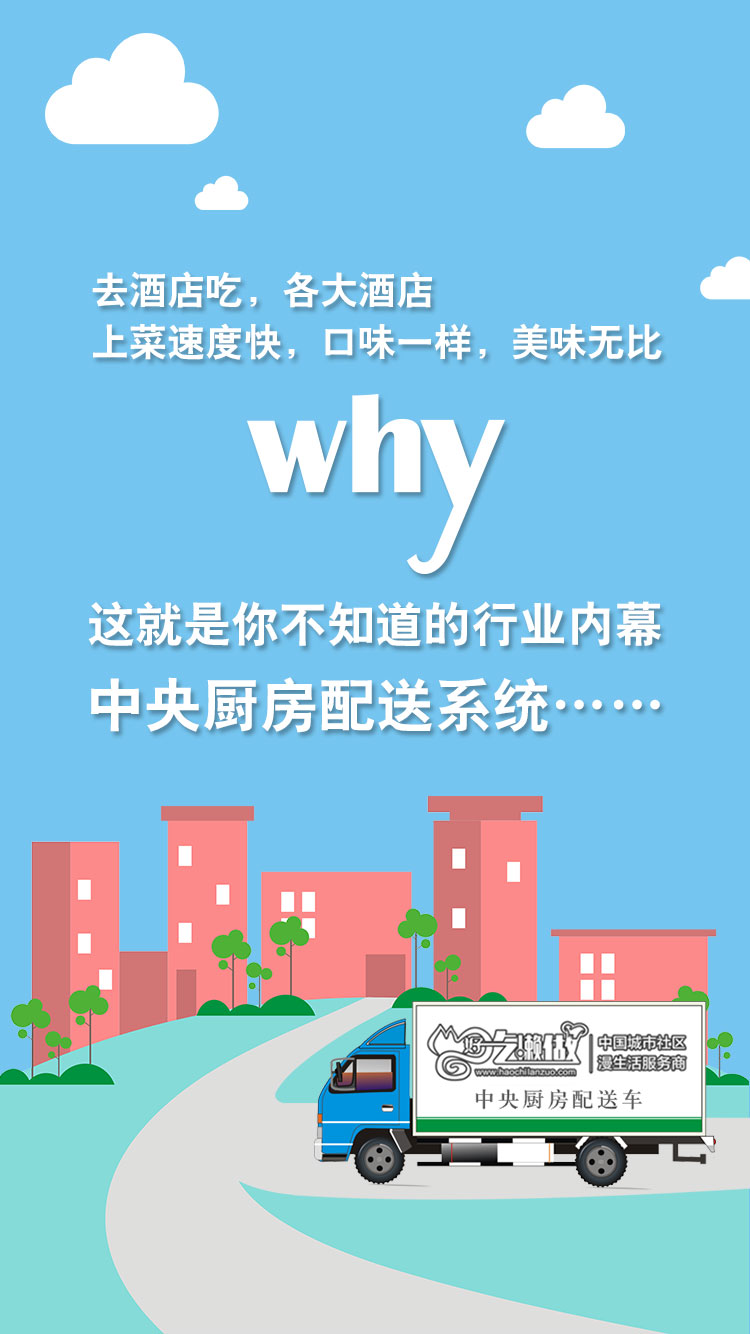 去酒店吃，各大酒店
上菜速度快，口味一样，美味无比
why
这就是你不知道的行业内幕
中央厨房配送系统……
好吃懒做
www.haochilanzuo.com
中国城市社区
漫生活服务商
中央厨房配送车